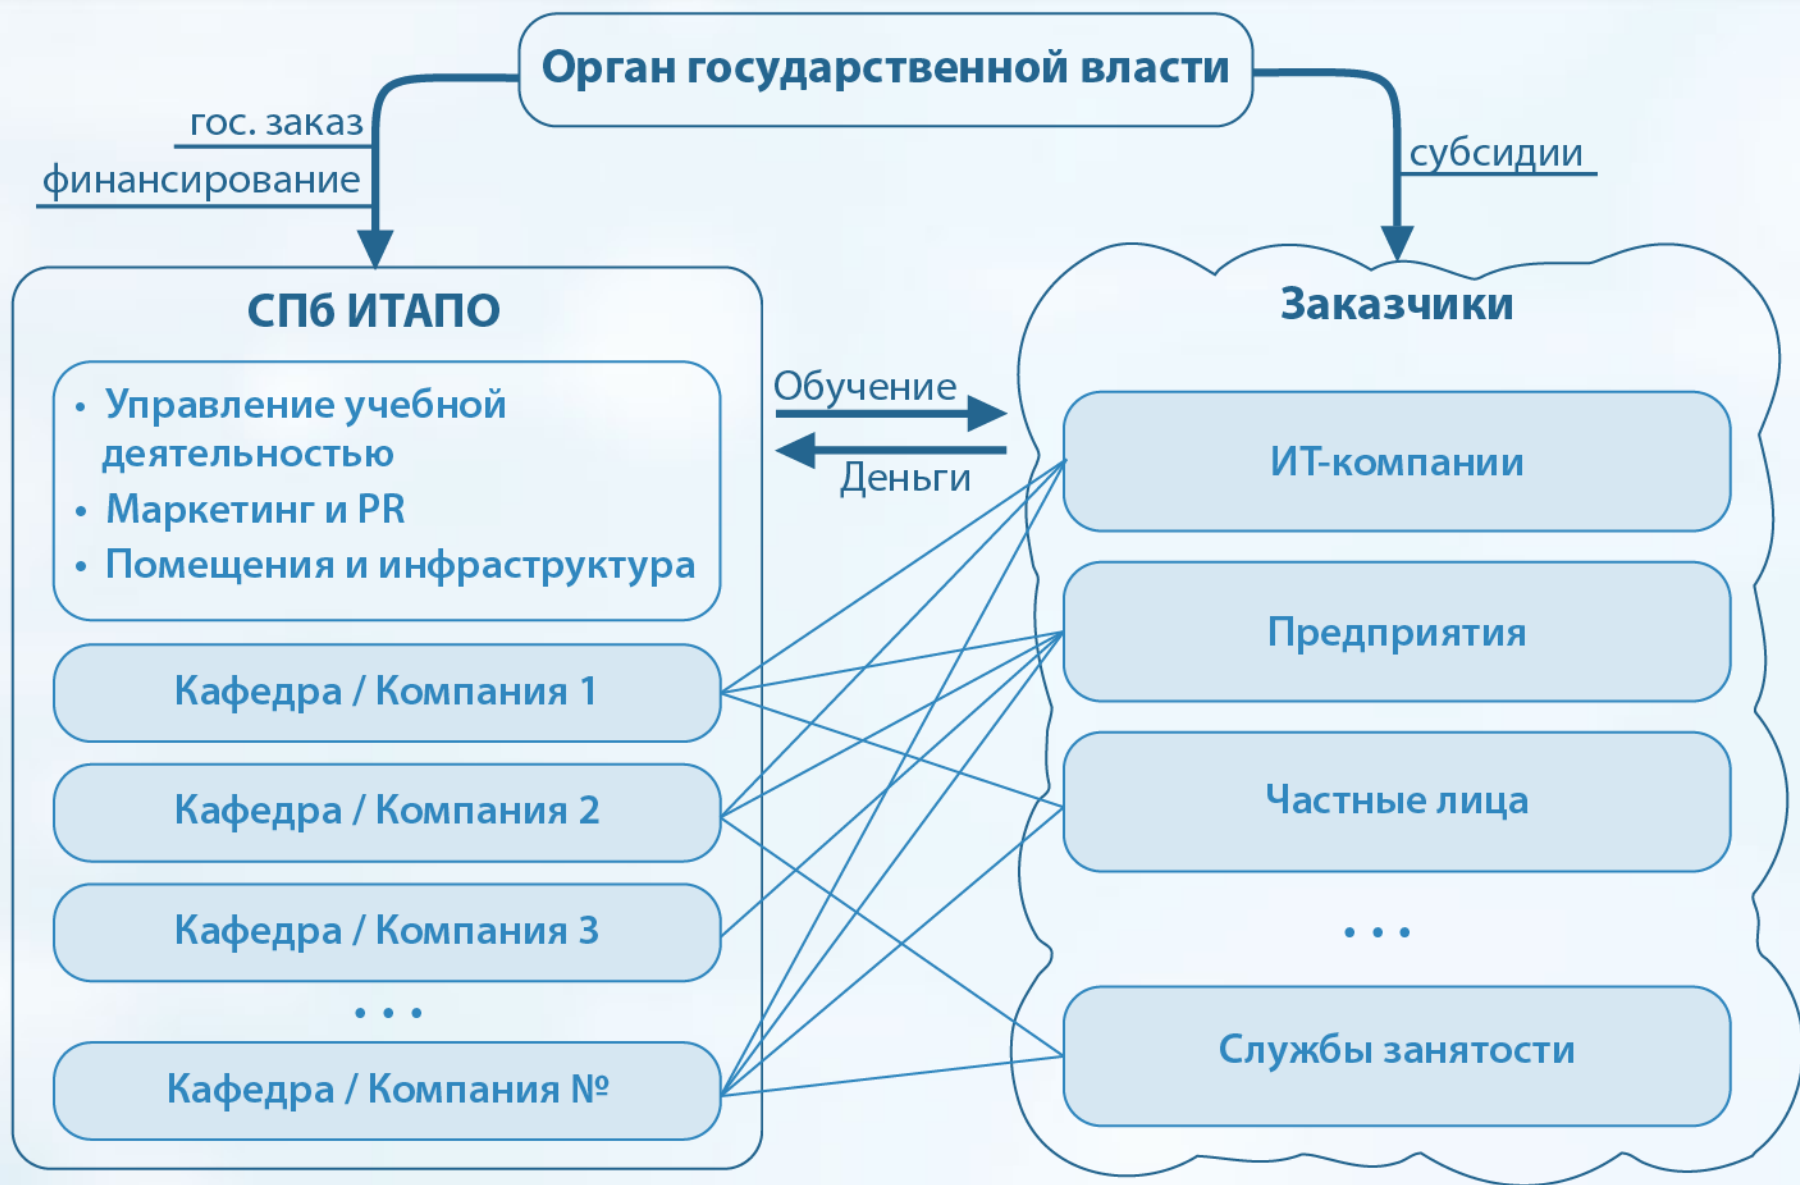 Орган государственной власти
гос. заказ
финансирование
субсидии
СПб ИТАПО
• Управление учебной
деятельностью
• Маркетинг и PR
• Помещения и инфраструктура
Кафедра / Компания 1
Кафедра / Компания 2
Кафедра / Компания 3
• • •
Кафедра / Компания №
Обучение
Деньги
Заказчики
ИТ-компании
Предприятия
Частные лица
• • •
Службы занятости